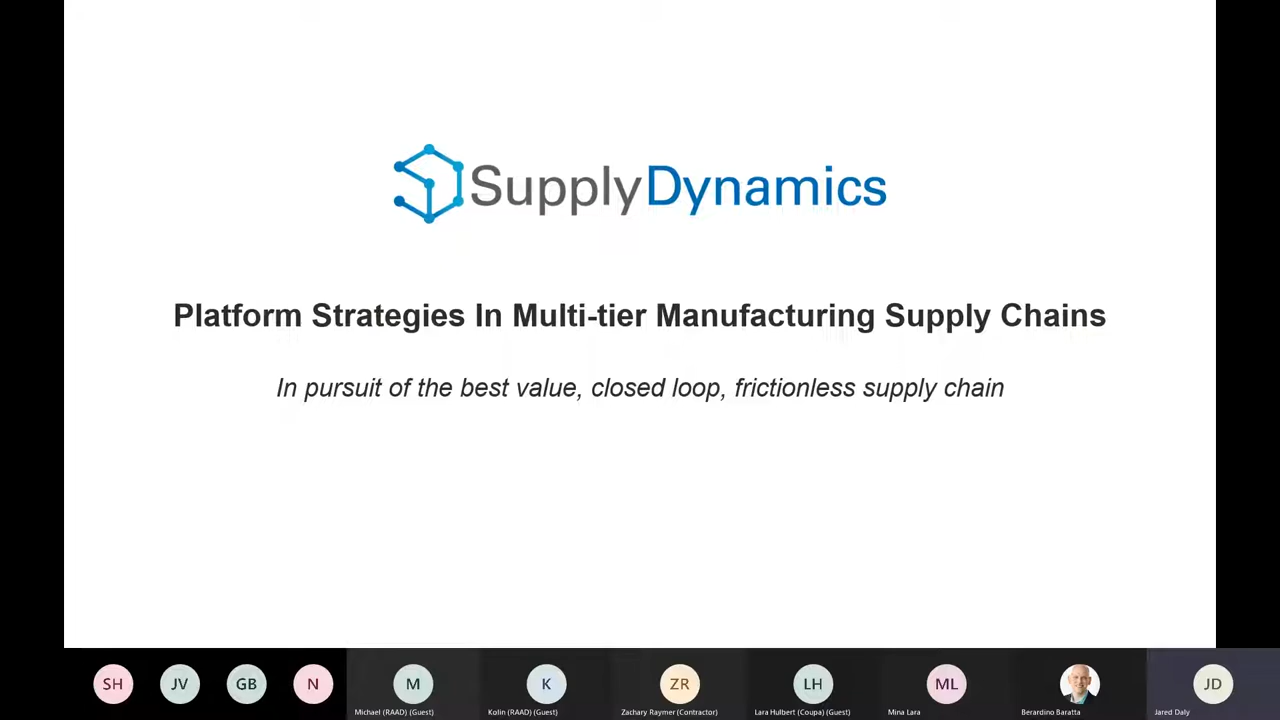 SupplyDynamics
Platform Strategies In Multi-tier Manufacturing Supply Chains
In pursuit of the best value, closed loop, frictionless supply chain
SH
JV
GB
N
M
K
ZR
LH
ML
JD
Michael (RAAD) (Guest)
Kolin (RAAD) (Guest)
Zachary Raymer (Contractor)
Lara Hulbert (Coupa) (Guest)
Mina Lara
Berardino Baratta
Jared Daly